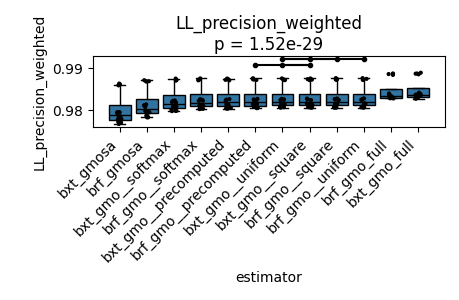 LL_precision_weighted
p = 1.52e-29
LL_precision_weighted
0.99
0.98
bxt_gmosa
brf_gmosa
bxt_gmo__softmax
brf_gmo__softmax
bxt_gmo__precomputed
brf_gmo__precomputed
bxt_gmo__uniform
bxt_gmo__square
brf_gmo__square
brf_gmo__uniform
brf_gmo_full
bxt_gmo_full
estimator